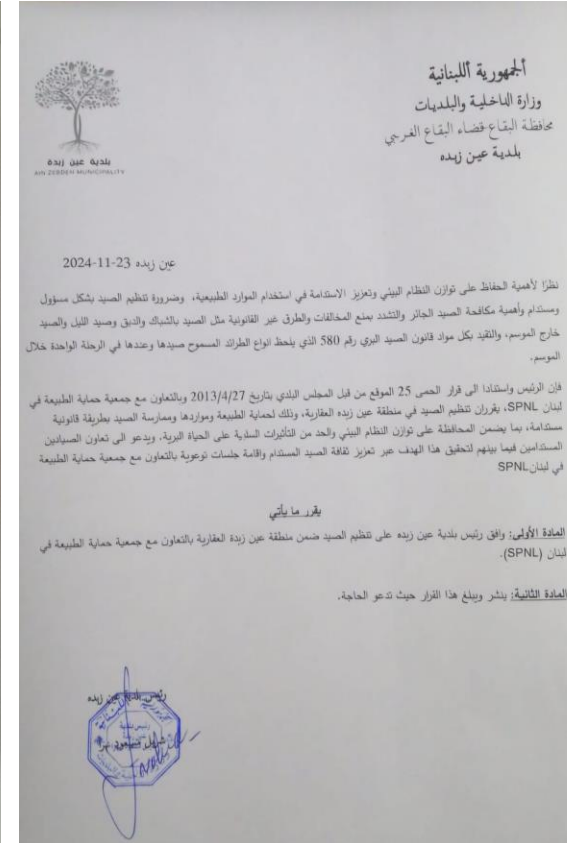 الجمهورية اللبنانية
وزارة الداخلية والبلديات
محافظة البقاع-قضاء البقاع الغربي
بلدية عين زبده
بلدية عين زبدة
AIN ZEBDEH MUNICIPALITY
عين زبده 23-11-2024
نظرًا لأهمية الحفاظ على توازن النظام البيئي وتعزيز الاستدامة في استخدام الموارد الطبيعية، وضرورة تنظيم الصيد بشكل مسؤول
ومستدام وأهمية مكافحة الصيد الجائر والتشدد بمنع المخالفات والطرق غير القانونية مثل الصيد بالشباك والدبق وصيد الليل والصيد
خارج الموسم، والتقيد بكل مواد قانون الصيد البري رقم 580 الذي يلحظ انواع الطرائد المسموح صيدها وعددها في الرحلة الواحدة خلال
الموسم،
فإن الرئيس واستنادا الى قرار الحمى 25 الموقع من قبل المجلس البلدي بتاريخ 2013/4/27 وبالتعاون مع جمعية حماية الطبيعة في
لبنان SPNL، يقرران تنظيم الصيد في منطقة عين زبده العقارية، وذلك لحماية الطبيعة ومواردها وممارسة الصيد بطريقة قانونية
مستدامة، بما يضمن المحافظة على توازن النظام البيئي والحد من التأثيرات السلبية على الحياة البرية. ويدعو الى تعاون الصيادين
المستدامين فيما بينهم لتحقيق هذا الهدف عبر تعزيز ثقافة الصيد المستدام واقامة جلسات توعوية بالتعاون مع جمعية حماية الطبيعة
في لبنانSPNL
يقرر ما يأتي
المادة الأولى: وافق رئيس بلدية عين زبده على تنظيم الصيد ضمن منطقة عين زبدة العقارية بالتعاون مع جمعية حماية الطبيعة في
لبنان (SPNL).
المادة الثانية: ينشر ويبلغ هذا القرار حيث تدعو الحاجة.
رئيس بلدية عين زبده